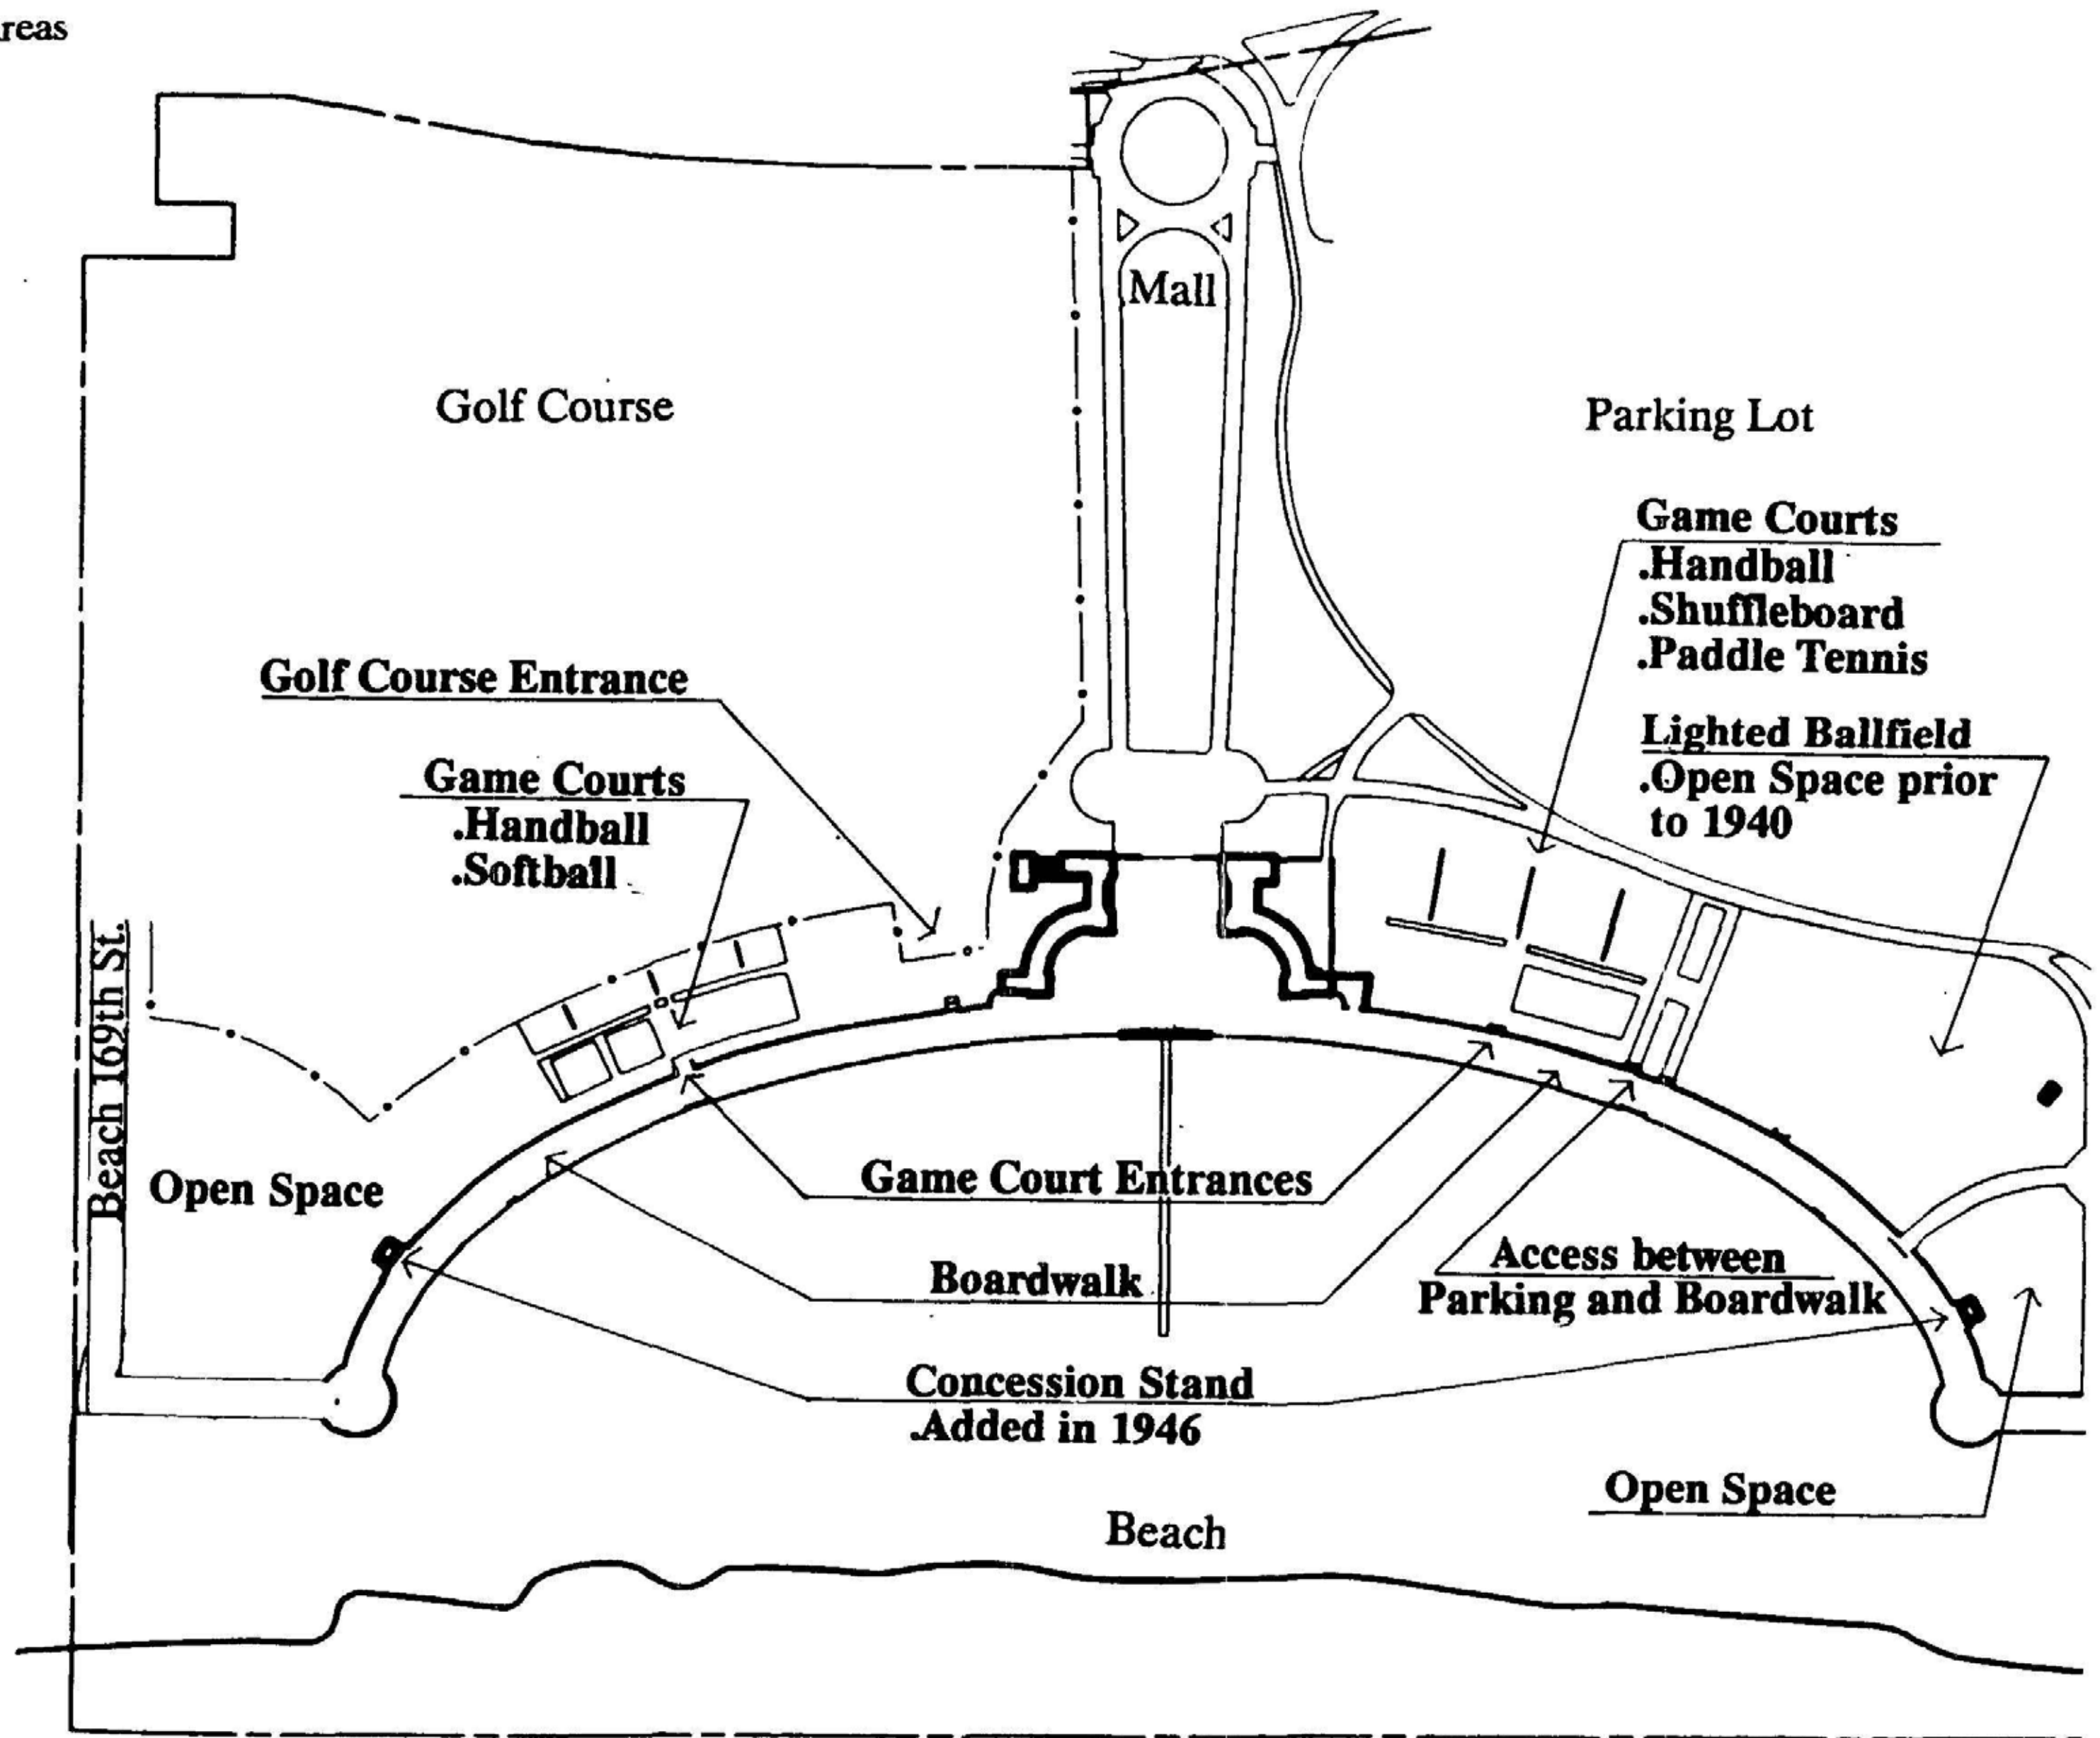 Mall
Golf Course
Parking Lot
Game Courts
.Handball
.Shuffleboard
.Paddle Tennis
Golf Course Entrance
Lighted Ballfield
.Open Space prior
to 1940
Game Courts
.Handball
.Softball
Beach 169th St.
Open Space
Game Court Entrances
Boardwalk
Access between
Parking and Boardwalk
Concession Stand
.Added in 1946
Open Space
Beach